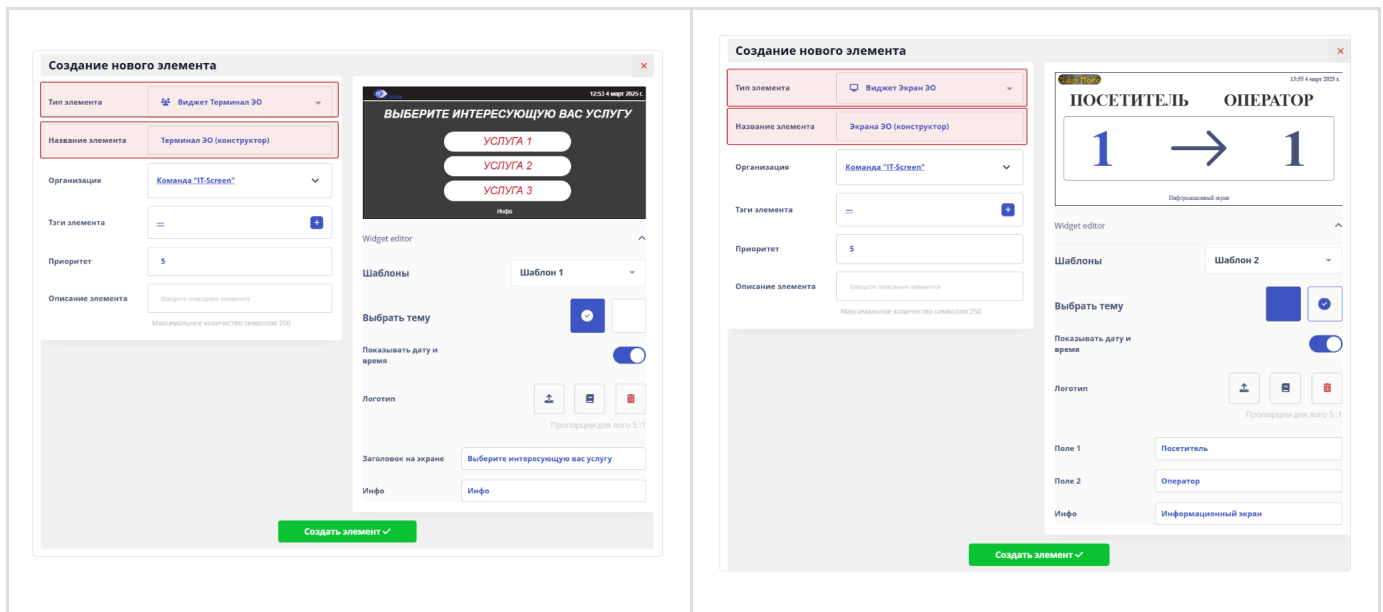 Создание нового элемента
×
Тип элемента
Виджет Терминал ЭО
Название элемента
Терминал ЭО (конструктор)
Организация
Команда "IT-Screen"
Тэги элемента
—
+
Приоритет
5
Описание элемента
Введите описание элемента
Максимальное количество символов 250
12:53 4 март 2025 г.
ВЫБЕРИТЕ ИНТЕРЕСУЮЩУЮ ВАС УСЛУГУ
УСЛУГА 1
УСЛУГА 2
УСЛУГА 3
Инфо
Widget editor
Шаблоны
Шаблон 1
Выбрать тему
Показывать дату и
время
Логотип
Пропорции для лого 5 :1
Заголовок на экране
Выберите интересующую вас услугу
Инфо
Инфо
Создать элемент
Создание нового элемента
×
Тип элемента
Виджет Экран ЭО
Название элемента
Экрана ЭО (конструктор)
Организация
Команда "IT-Screen"
Тэги элемента
—
+
Приоритет
5
Описание элемента
Введите описание элемента
Максимальное количество символов 250
13:55 4 март 2025 г.
ПОСЕТИТЕЛЬ ОПЕРАТОР
1 → 1
Информационный экран
Widget editor
Шаблоны
Шаблон 2
Выбрать тему
Показывать дату и
время
Логотип
Пропорции для лого 5 :1
Поле 1
Посетитель
Поле 2
Оператор
Инфо
Информационный экран
Создать элемент